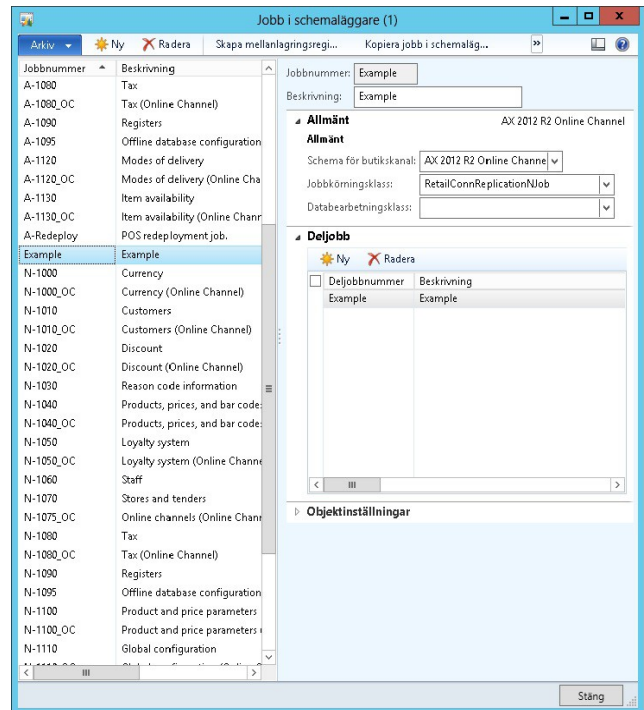 Jobb i schemaläggare (1)
Arkiv Ny Radera Skapa mellanlagringsregi... Kopiera jobb i schemaläg... »
Jobbnummer Beskrivning
A-1080 Tax
A-1080_OC Tax (Online Channel)
A-1090 Registers
A-1095 Offline database configuration
A-1120 Modes of delivery
A-1120_OC Modes of delivery (Online Cha
A-1130 Item availability
A-1130_OC Item availability (Online Chanr
A-Redeploy POS redeployment job.
Example Example
N-1000 Currency
N-1000_OC Currency (Online Channel)
N-1010 Customers
N-1010_OC Customers (Online Channel)
N-1020 Discount
N-1020_OC Discount (Online Channel)
N-1030 Reason code information
N-1040 Products, prices, and bar code:
N-1040_OC Products, prices, and bar code:
N-1050 Loyalty system
N-1050_OC Loyalty system (Online Channe
N-1060 Staff
N-1070 Stores and tenders
N-1075_OC Online channels (Online Chanr
N-1080 Tax
N-1080_OC Tax (Online Channel)
N-1090 Registers
N-1095 Offline database configuration
N-1100 Product and price parameters
N-1100_OC Product and price parameters
N-1110 Global configuration
Jobbnummer: Example
Beskrivning: Example
Allmänt AX 2012 R2 Online Channel
Allmänt
Schema för butikskanal: AX 2012 R2 Online Channe
Jobbkörningsklass: RetailConnReplicationNJob
Databearbetningsklass:
Deljobb
Ny Radera
Deljobbnummer Beskrivning
Example Example
Objektinställningar
Stäng